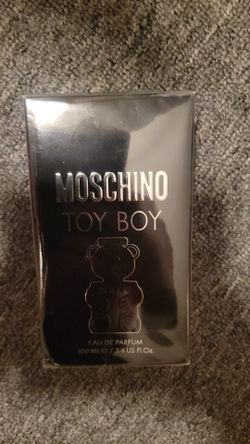 MOSCHINO
TOY BOY
EAU DE PARFUM
100 ML ℮ / 3.4 US FL.Oz.